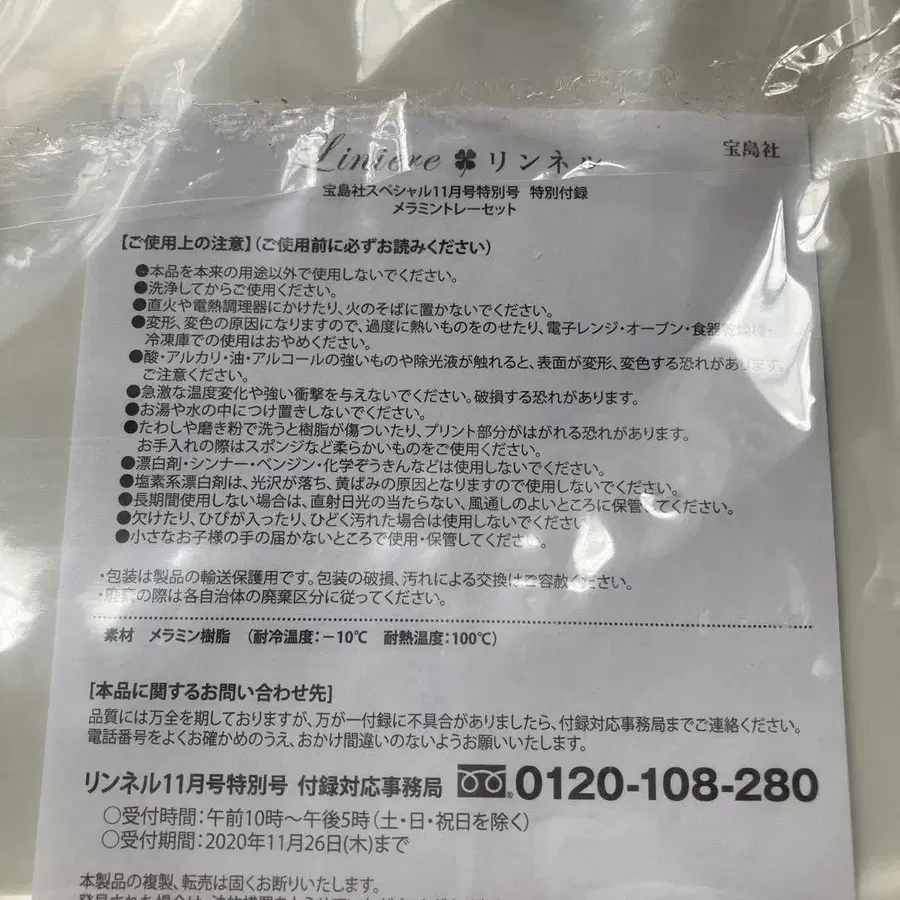 Liniere リンネル
宝島社
宝島社スペシャル11月号特別号 特別付録
メラミントレーセット
【ご使用上の注意】(ご使用前に必ずお読みください)
●本品を本来の用途以外で使用しないでください。
●洗浄してからご使用ください。
●直火や電熱調理器にかけたり、火のそばに置かないでください。
●変形、変色の原因になりますので、過度に熱いものをのせたり、電子レンジ・オーブン・食器乾燥機・
冷凍庫での使用はおやめください。
●酸・アルカリ・油・アルコールの強いものや除光液が触れると、表面が変形、変色する恐れがあります。
ご注意ください。
●急激な温度変化や強い衝撃を与えないでください。破損する恐れがあります。
●お湯や水の中につけ置きしないでください。
●たわしや磨き粉で洗うと樹脂が傷ついたり、プリント部分がはがれる恐れがあります。
お手入れの際はスポンジなど柔らかいものをご使用ください。
●漂白剤・シンナー・ベンジン・化学ぞうきんなどは使用しないでください。
●塩素系漂白剤は、光沢が落ち、黄ばみの原因となりますので使用しないでください。
●長期間使用しない場合は、直射日光の当たらない、風通しのよいところに保管してください。
●欠けたり、ひびが入ったり、ひどく汚れた場合は使用しないでください
●小さなお子様の手の届かないところで使用・保管してください。
・包装は製品の輸送保護用です。包装の破損、汚れによる交換はご容赦ください。
・廃棄の際は各自治体の廃棄区分に従ってください。
素材 メラミン樹脂 (耐冷温度:−10℃ 耐熱温度:100℃)
[本品に関するお問い合わせ先]
品質には万全を期しておりますが、万が一付録に不具合がありましたら、付録対応事務局までご連絡ください。
電話番号をよくお確かめのうえ、おかけ間違いのないようお願いいたします。
リンネル11月号特別号 付録対応事務局 0120-108-280
○受付時間:午前10時〜午後5時(土・日・祝日を除く)
○受付期間:2020年11月26日(木)まで
本製品の複製、転売は固くお断りいたします。